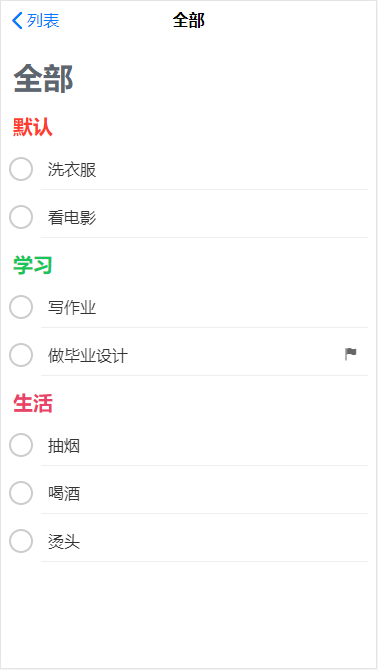 列表 全部
全部
默认
洗衣服
看电影
学习
写作业
做毕业设计
生活
抽烟
喝酒
烫头